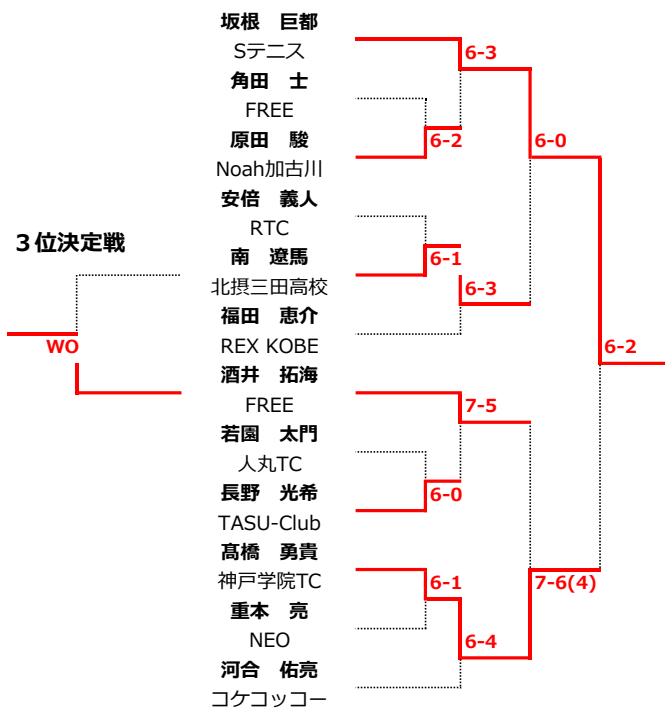 坂根　巨都
Sテニス
6-3
角田　士
FREE
原田　駿
6-2
6-0
Noah加古川
安倍　義人
RTC
３位決定戦
南　遼馬
6-1
北摂三田高校
6-3
福田　恵介
REX KOBE
WO
6-2
酒井　拓海
FREE
7-5
若園　太門
人丸TC
長野　光希
6-0
TASU-Club
髙橋　勇貴
神戸学院TC
6-1
7-6(4)
重本　亮
NEO
6-4
河合　佑亮
コケコッコー